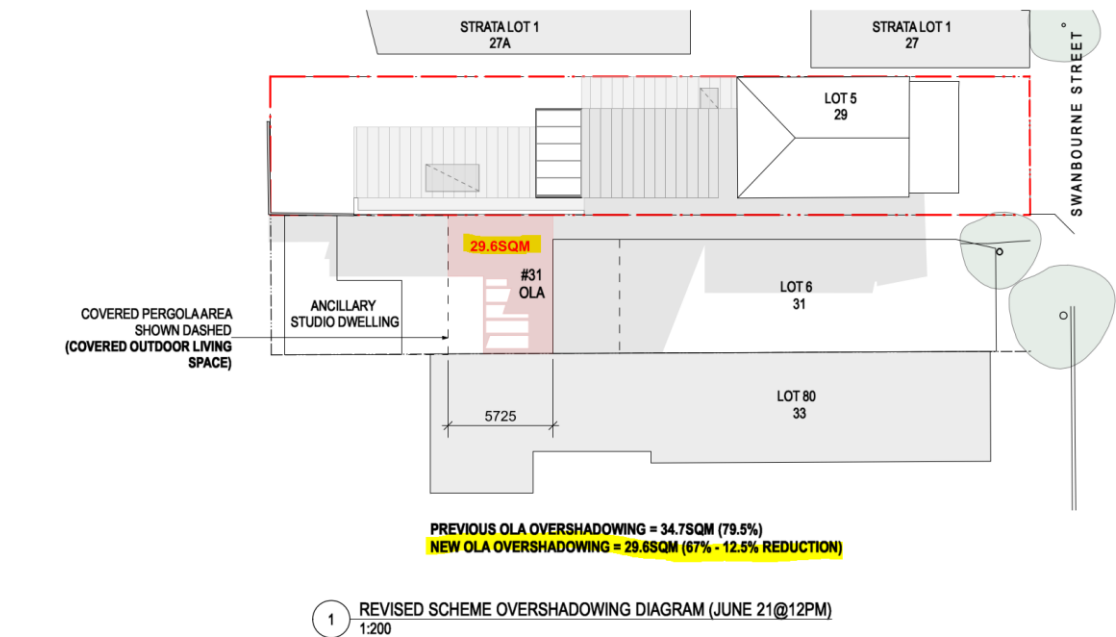 STRATA LOT 1
27A
STRATA LOT 1
27
SWANBOURNE STREET
LOT 5
29
29.6SQM
#31
OLA
ANCILLARY
STUDIO DWELLING
LOT 6
31
COVERED PERGOLA AREA
SHOWN DASHED
(COVERED OUTDOOR LIVING
SPACE)
LOT 80
33
5725
PREVIOUS OLA OVERSHADOWING = 34.7SQM (79.5%)
NEW OLA OVERSHADOWING = 29.6SQM (67% - 12.5% REDUCTION)
1 REVISED SCHEME OVERSHADOWING DIAGRAM (JUNE 21@12PM)
1:200